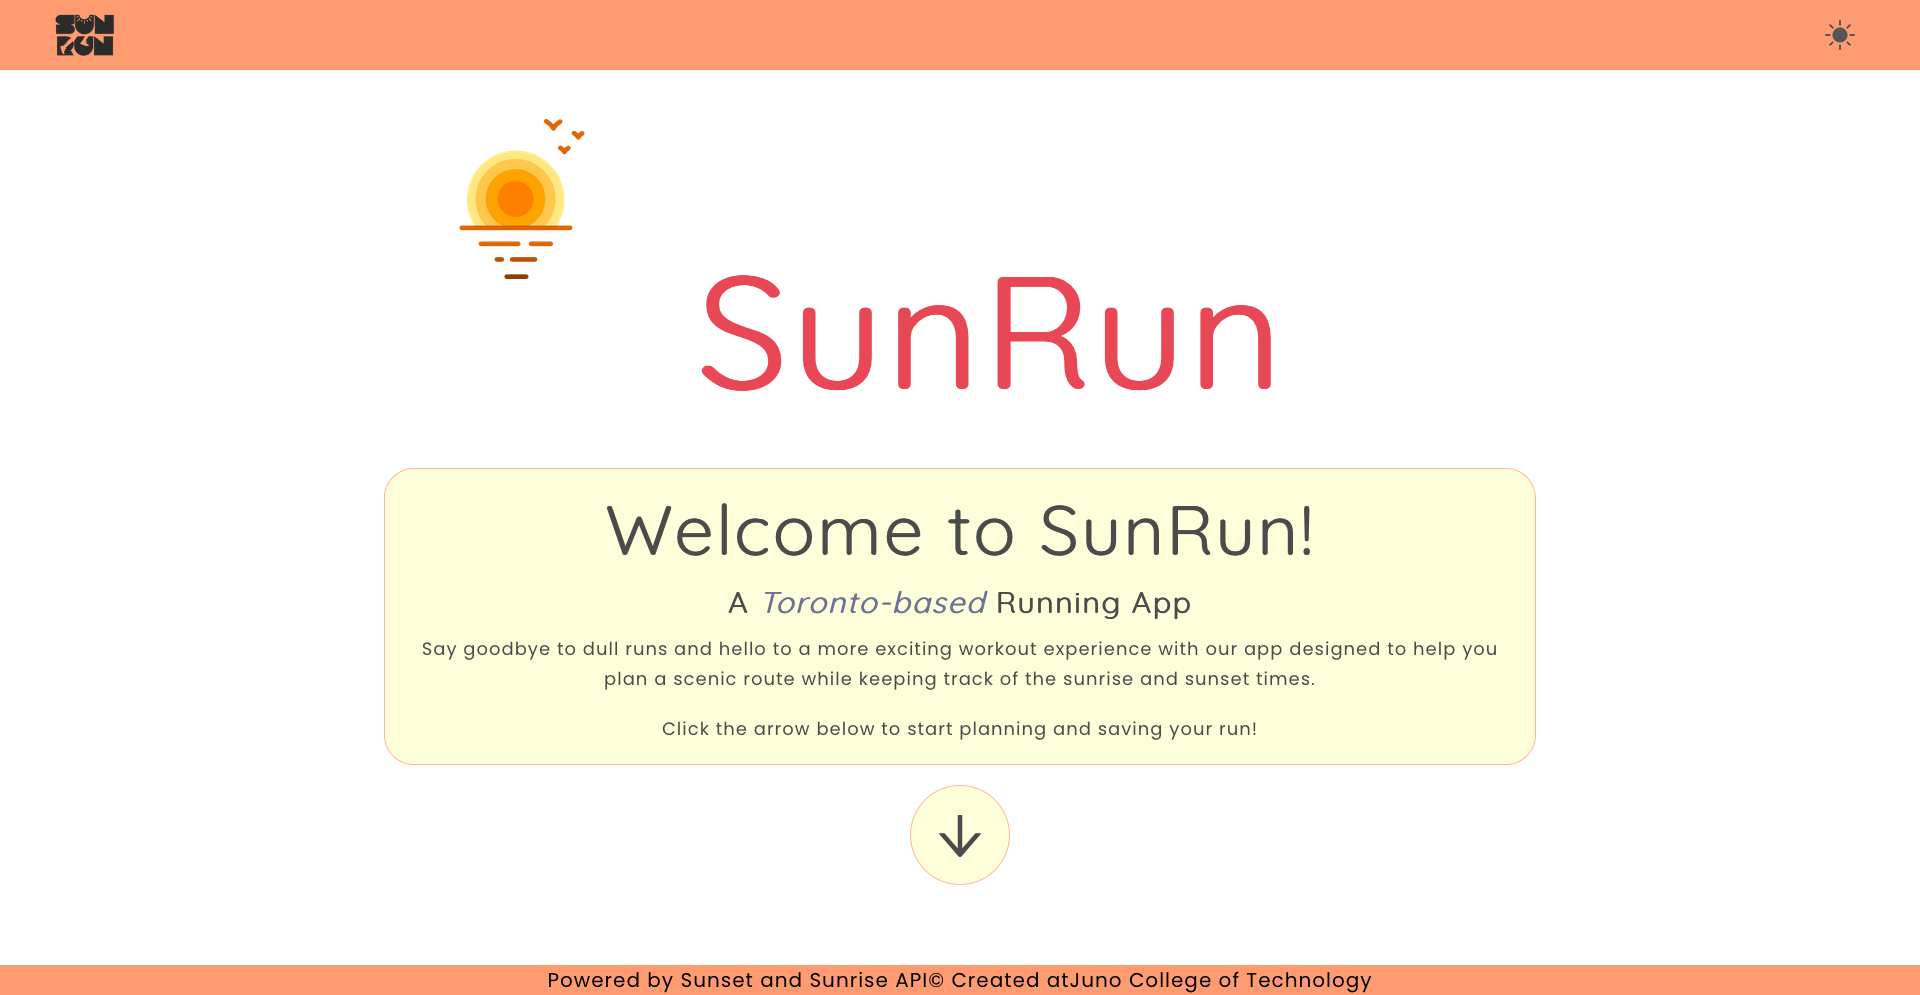 SUN
RUN
SunRun
Welcome to SunRun!
A Toronto-based Running App
Say goodbye to dull runs and hello to a more exciting workout experience with our app designed to help you
plan a scenic route while keeping track of the sunrise and sunset times.
Click the arrow below to start planning and saving your run!
Powered by Sunset and Sunrise API© Created atJuno College of Technology